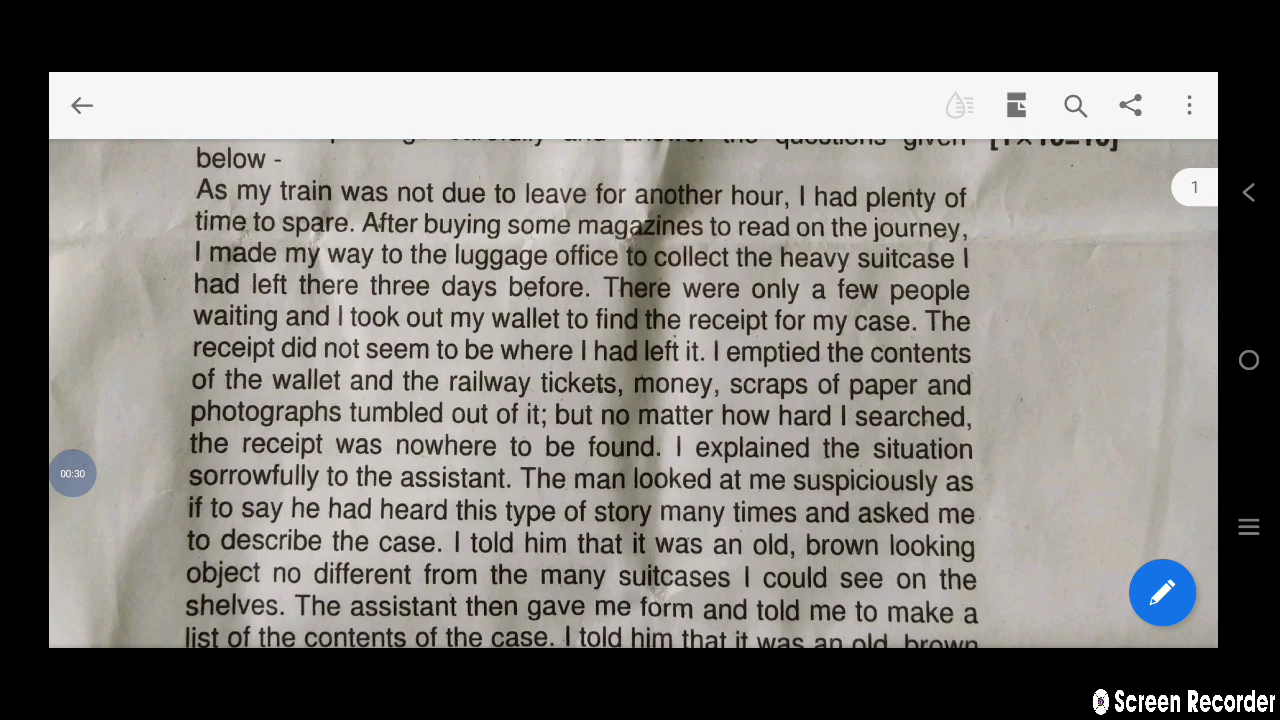 carefully and answer the questions given [1×10=10]
below -
1
As my train was not due to leave for another hour, I had plenty of
time to spare. After buying some magazines to read on the journey,
I made my way to the luggage office to collect the heavy suitcase I
had left there three days before. There were only a few people
waiting and I took out my wallet to find the receipt for my case. The
receipt did not seem to be where I had left it. I emptied the contents
of the wallet and the railway tickets, money, scraps of paper and
photographs tumbled out of it; but no matter how hard I searched,
the receipt was nowhere to be found. I explained the situation
sorrowfully to the assistant. The man looked at me suspiciously as
00:30
if to say he had heard this type of story many times and asked me
to describe the case. I told him that it was an old, brown looking
object no different from the many suitcases I could see on the
shelves. The assistant then gave me form and told me to make a
list of the contents of the case. I told him that it was an old, brown
Screen Recorder